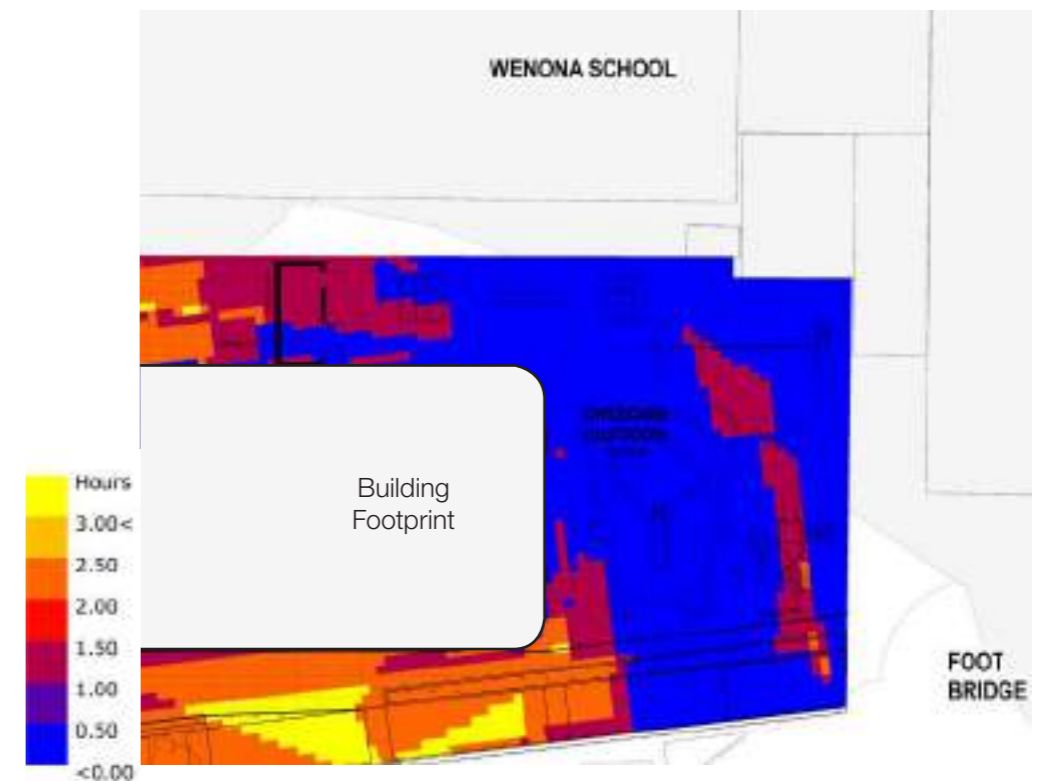 WENONA SCHOOL
Building
Footprint
Hours
3.00<
2.50
2.00
1.50
1.00
0.50
<0.00
FOOT
BRIDGE